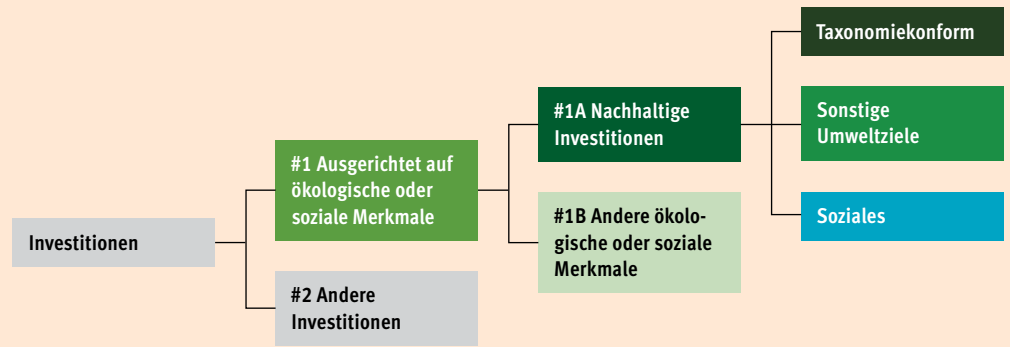 Taxonomiekonform
#1A Nachhaltige
Investitionen
Sonstige
Umweltziele
#1 Ausgerichtet auf
ökologische oder
soziale Merkmale
#1B Andere ökolo-
gische oder soziale
Merkmale
Soziales
Investitionen
#2 Andere
Investitionen